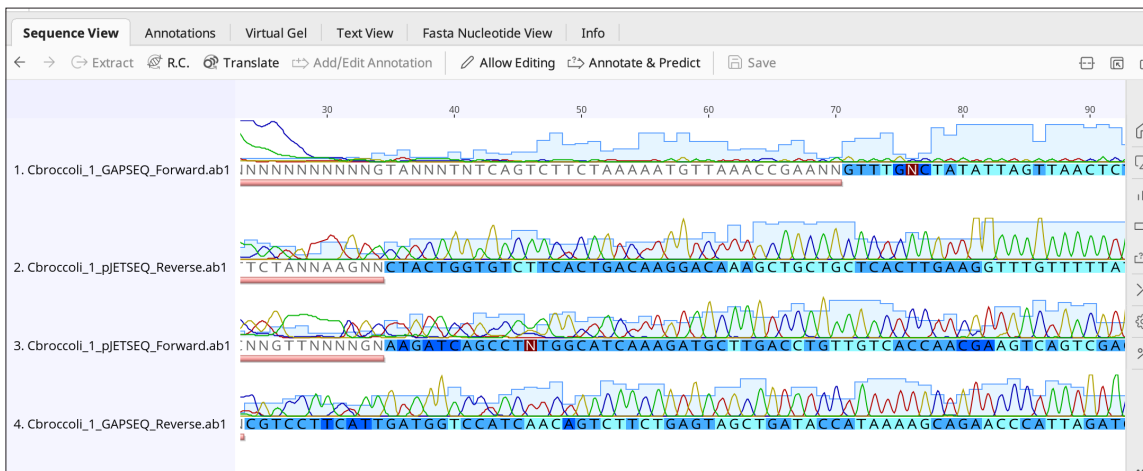 Sequence View Annotations Virtual Gel Text View Fasta Nucleotide View Info
Extract R.C. Translate Add/Edit Annotation Allow Editing Annotate & Predict Save
30 40 50 60 70 80 90
1. Cbroccoli_1_GAPSEQ_Forward.ab1 NNNNNNNNNNNGTANNNTNTCAGTCTTCTAAAAATGTTAAACCGAANNGTTTGNCTATATTAGTTAACTC
2. Cbroccoli_1_pJETSEQ_Reverse.ab1 TCTANNAAGNNCTACTGGTGTCTTCACTGACAAGGACAAAGCTGCTGCTCACTTGAAGGTTTGTTTTTA
3. Cbroccoli_1_pJETSEQ_Forward.ab1 NNGTTNNNNGNAAGATCAGCCTNTGGCATCAAAGATGCTTGACCTGTTGTCACCAACGAAGTCAGTCGA
4. Cbroccoli_1_GAPSEQ_Reverse.ab1 CGTCCTTCATTGATGGTCCATCAACAGTCTTCTGAGTAGCTGATACCATAAAAGCAGAACCCATTAGAT